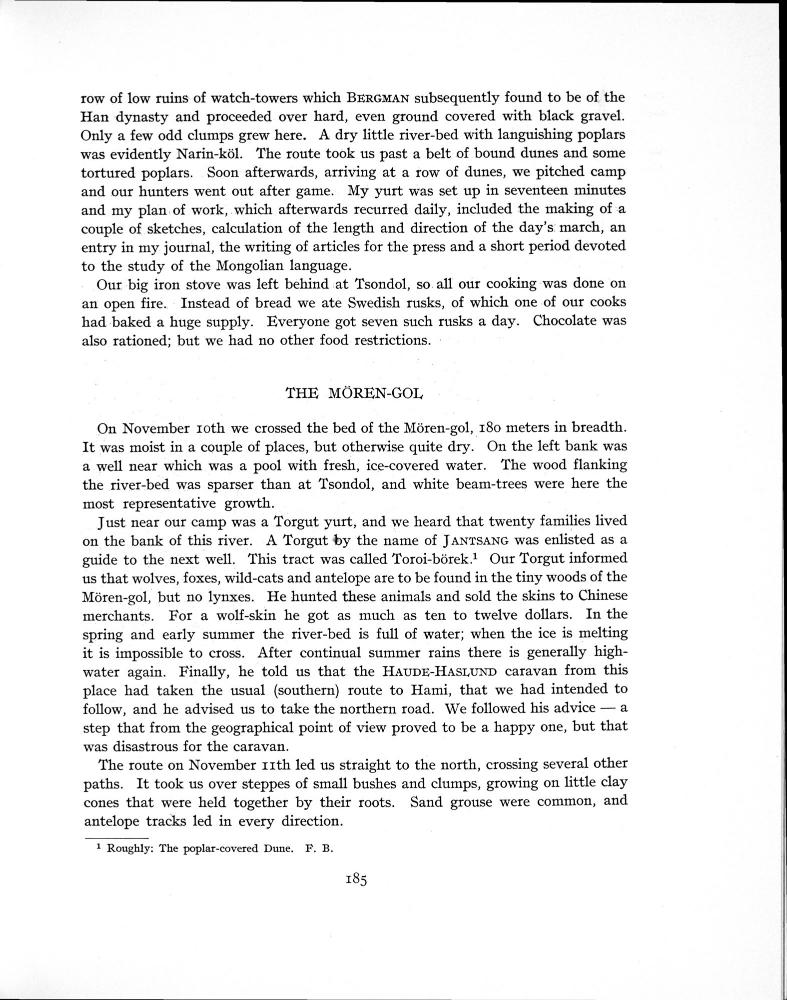 row of low ruins of watch-towers which BERGMAN subsequently found to be of the
Han dynasty and proceeded over hard, even ground covered with black gravel.
Only a few odd clumps grew here. A dry little river-bed with languishing poplars
was evidently Narin-köl. The route took us past a belt of bound dunes and some
tortured poplars. Soon afterwards, arriving at a row of dunes, we pitched camp
and our hunters went out after game. My yurt was set up in seventeen minutes
and my plan of work, which afterwards recurred daily, included the making of a
couple of sketches, calculation of the length and direction of the day's march, an
entry in my journal, the writing of articles for the press and a short period devoted
to the study of the Mongolian language.
Our big iron stove was left behind at Tsondol, so all our cooking was done on
an open fire. Instead of bread we ate Swedish rusks, of which one of our cooks
had baked a huge supply. Everyone got seven such rusks a day. Chocolate was
also rationed; but we had no other food restrictions.
THE MÖREN-GOL
On November 10th we crossed the bed of the Mören-gol, 180 meters in breadth.
It was moist in a couple of places, but otherwise quite dry. On the left bank was
a well near which was a pool with fresh, ice-covered water. The wood flanking
the river-bed was sparser than at Tsondol, and white beam-trees were here the
most representative growth.
Just near our camp was a Torgut yurt, and we heard that twenty families lived
on the bank of this river. A Torgut by the name of JANTSANG was enlisted as a
guide to the next well. This tract was called Toroi-börek.¹ Our Torgut informed
us that wolves, foxes, wild-cats and antelope are to be found in the tiny woods of the
Mören-gol, but no lynxes. He hunted these animals and sold the skins to Chinese
merchants. For a wolf-skin he got as much as ten to twelve dollars. In the
spring and early summer the river-bed is full of water; when the ice is melting
it is impossible to cross. After continual summer rains there is generally high-
water again. Finally, he told us that the HAUDE-HASLUND caravan from this
place had taken the usual (southern) route to Hami, that we had intended to
follow, and he advised us to take the northern road. We followed his advice — a
step that from the geographical point of view proved to be a happy one, but that
was disastrous for the caravan.
The route on November 11th led us straight to the north, crossing several other
paths. It took us over steppes of small bushes and clumps, growing on little clay
cones that were held together by their roots. Sand grouse were common, and
antelope tracks led in every direction.
¹ Roughly: The poplar-covered Dune. F. B.
185